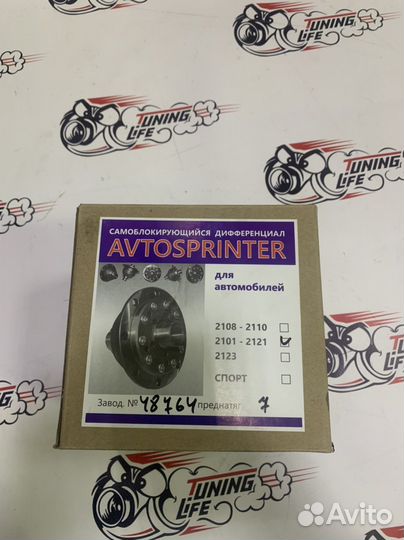 TUNING
LIFE
TUNING
LIFE
TUNING
LIFE
САМОБЛОКИРУЮЩИЙСЯ ДИФФЕРЕНЦИАЛ
AVTOSPRINTER
для
автомобилей
2108 - 2110
2101 - 2121
2123
СПОРТ
Завод. № 48764 преднатяг 7
TUNING
LIFE
TUNING
LIFE
Avito